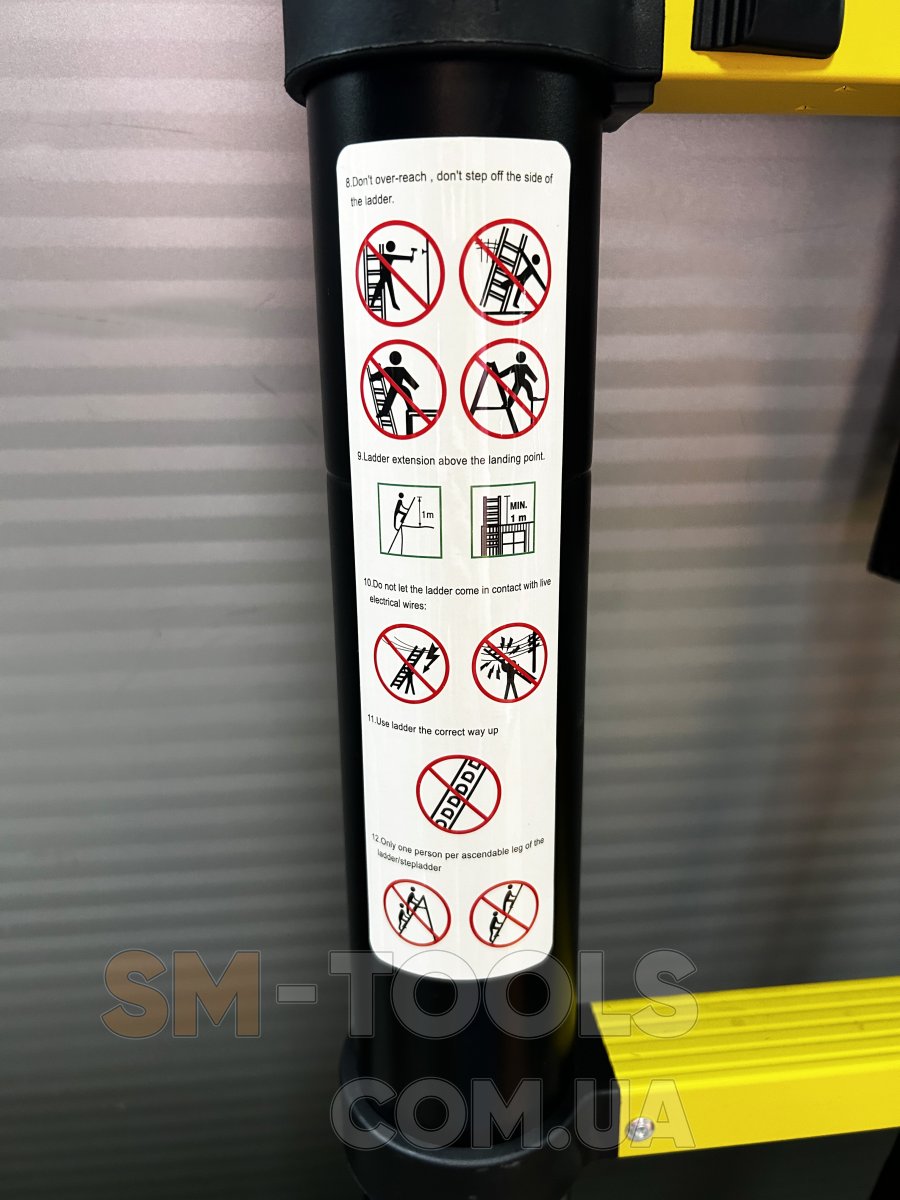 8.Don't over-reach , don't step off the side of
the ladder.
9.Ladder extension above the landing point.
1m
MIN.
1 m
10.Do not let the ladder come in contact with live
electrical wires:
11.Use ladder the correct way up
12.Only one person per ascendable leg of the
ladder/stepladder
SM-TOOLS
COM.UA